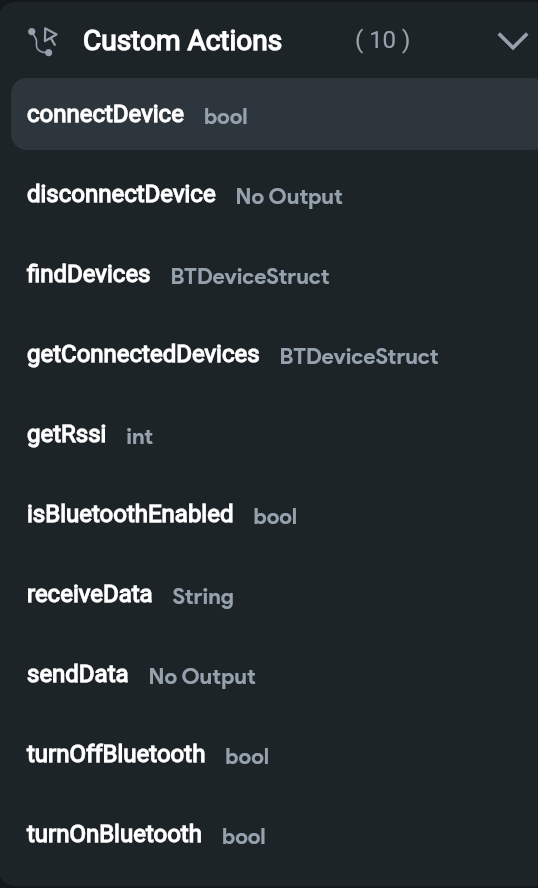 Custom Actions ( 10 )
connectDevice bool
disconnectDevice No Output
findDevices BTDeviceStruct
getConnectedDevices BTDeviceStruct
getRssi int
isBluetoothEnabled bool
receiveData String
sendData No Output
turnOffBluetooth bool
turnOnBluetooth bool